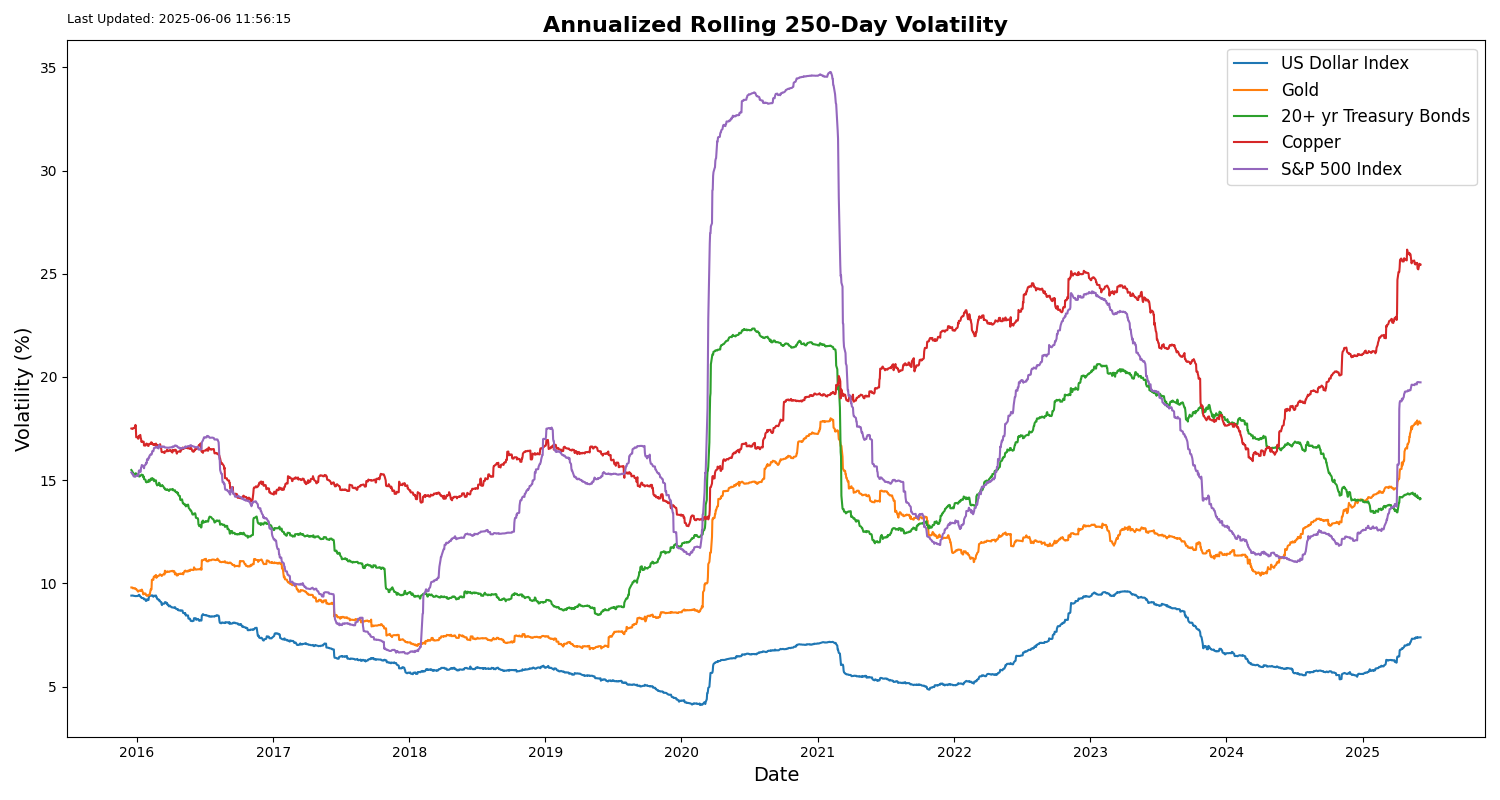 Last Updated: 2025-06-06 11:56:15
Annualized Rolling 250-Day Volatility
US Dollar Index
Gold
20+ yr Treasury Bonds
Copper
S&P 500 Index
Volatility (%)
35
30
25
20
15
10
5
2016 2017 2018 2019 2020 2021 2022 2023 2024 2025
Date